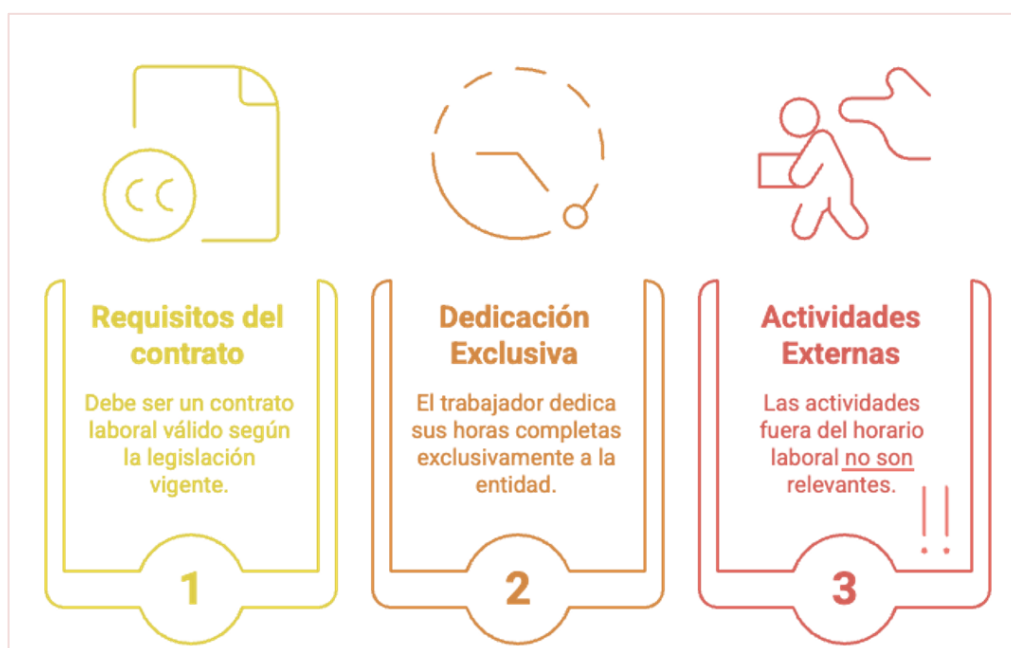 Requisitos del
contrato
Debe ser un contrato
laboral válido según
la legislación
vigente.
1
Dedicación
Exclusiva
El trabajador dedica
sus horas completas
exclusivamente a la
entidad.
2
Actividades
Externas
Las actividades
fuera del horario
laboral no son
relevantes.
!!
3